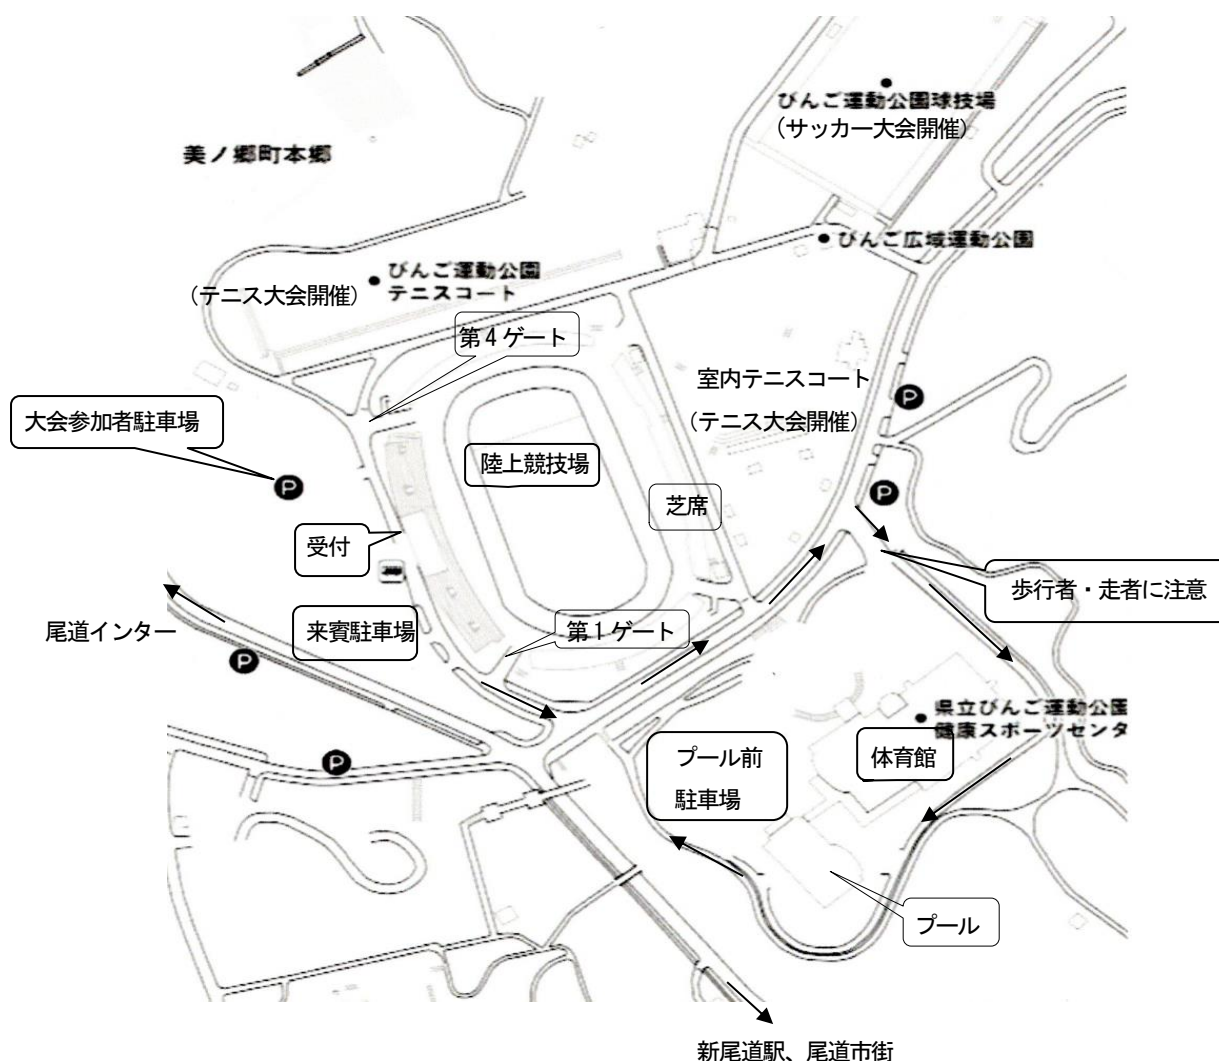 びんご運動公園球技場
（サッカー大会開催）
美ノ郷町本郷
びんご広域運動公園
びんご運動公園
テニスコート
（テニス大会開催）
第４ゲート
室内テニスコート
（テニス大会開催）
大会参加者駐車場
P
P
P
陸上競技場
芝席
受付
歩行者・走者に注意
尾道インター
来賓駐車場
第１ゲート
P
県立びんご運動公園
健康スポーツセンタ
プール前
駐車場
体育館
P
プール
新尾道駅、尾道市街